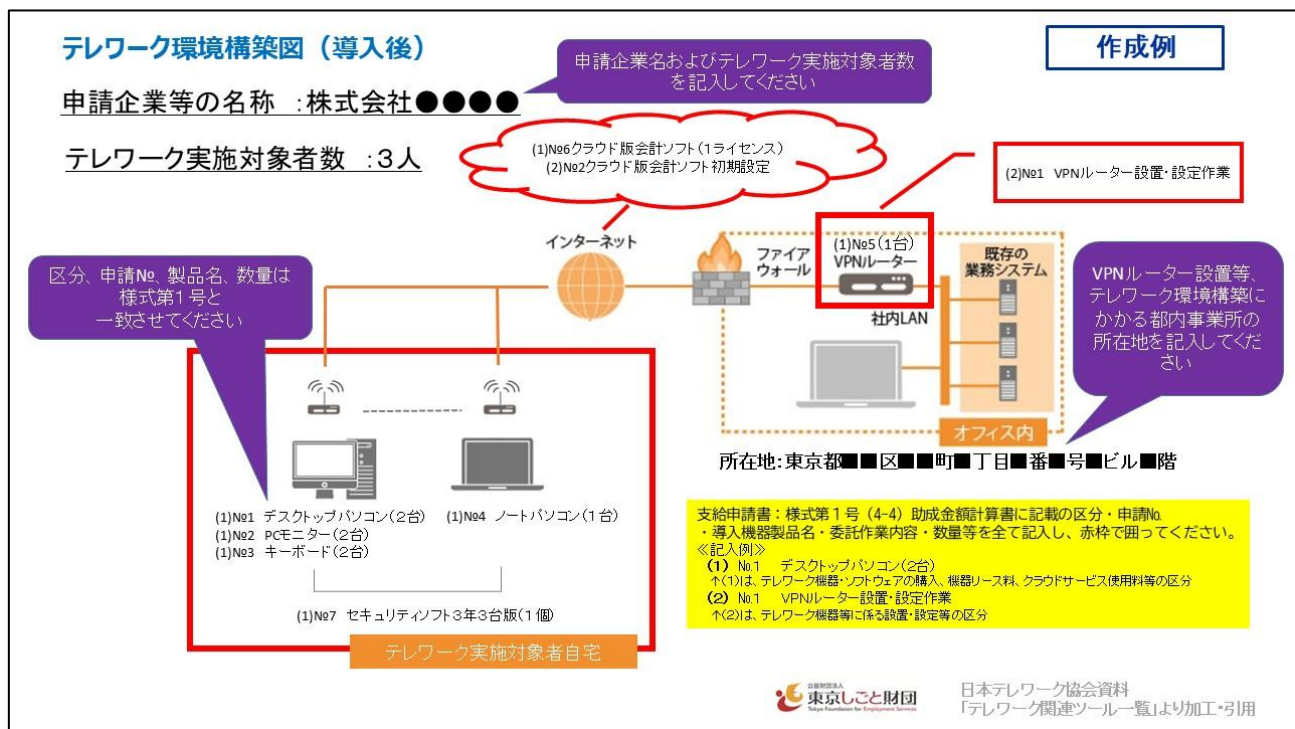 テレワーク環境構築図（導入後）
作成例
申請企業名およびテレワーク実施対象者数
を記入してください
申請企業等の名称　：株式会社●●●●
テレワーク実施対象者数　：３人
(1)№6クラウド版会計ソフト(１ライセンス)
(2)№2クラウド版会計ソフト初期設定
(2)№1 VPNルーター設置・設定作業
インターネット
ファイア
ウォール
(1)№5(1台)
VPNルーター
既存の
業務システム
社内LAN
オフィス内
区分、申請№、製品名、数量は
様式第１号と
一致させてください
VPNルーター設置等、
テレワーク環境構築に
かかる都内事業所の
所在地を記入してくだ
さい
所在地：東京都■■区■■町■丁目■番■号■ビル■階
(1)№1 デスクトップパソコン(２台)
(1)№2 PCモニター(２台)
(1)№3 キーボード(２台)
(1)№4 ノートパソコン(１台)
(1)№7 セキュリティソフト３年３台版(１個)
テレワーク実施対象者自宅
支給申請書：様式第１号（4-4）助成金額計算書に記載の区分・申請№
・導入機器製品名・委託作業内容・数量等を全て記入し、赤枠で囲ってください。
≪記入例≫
(1) №1 デスクトップパソコン(２台)
↑(1)は、テレワーク機器・ソフトウェアの購入、機器リース料、クラウドサービス使用料等の区分
(2) №1 VPNルーター設置・設定作業
↑(2)は、テレワーク機器等に係る設置・設定等の区分
公益財団法人
東京しごと財団
Tokyo Foundation for Employment Services
日本テレワーク協会資料
「テレワーク関連ツール一覧」より加工・引用